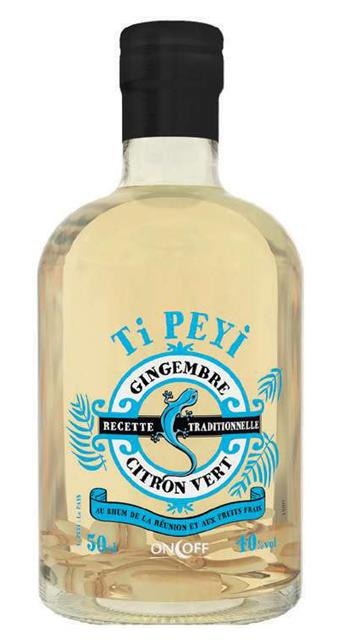 Ti PEYi
GINGEMBRE
RECETTE TRADITIONNELLE
CITRON VERT
AU RHUM DE LA RÉUNION ET AUX FRUITS FRAIS
50cl ONOFF 40%vol